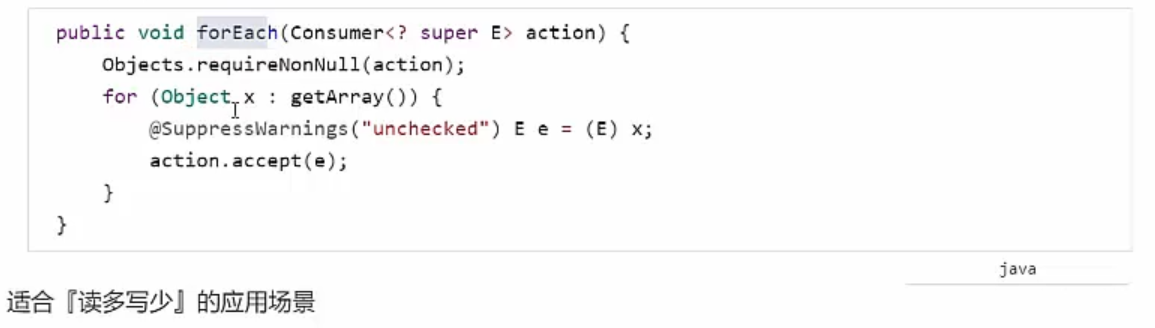 public void forEach(Consumer<? super E> action) {
Objects.requireNonNull(action);
for (Object x : getArray()) {
@SuppressWarnings("unchecked") E e = (E) x;
action.accept(e);
}
}
java
适合『读多写少』的应用场景